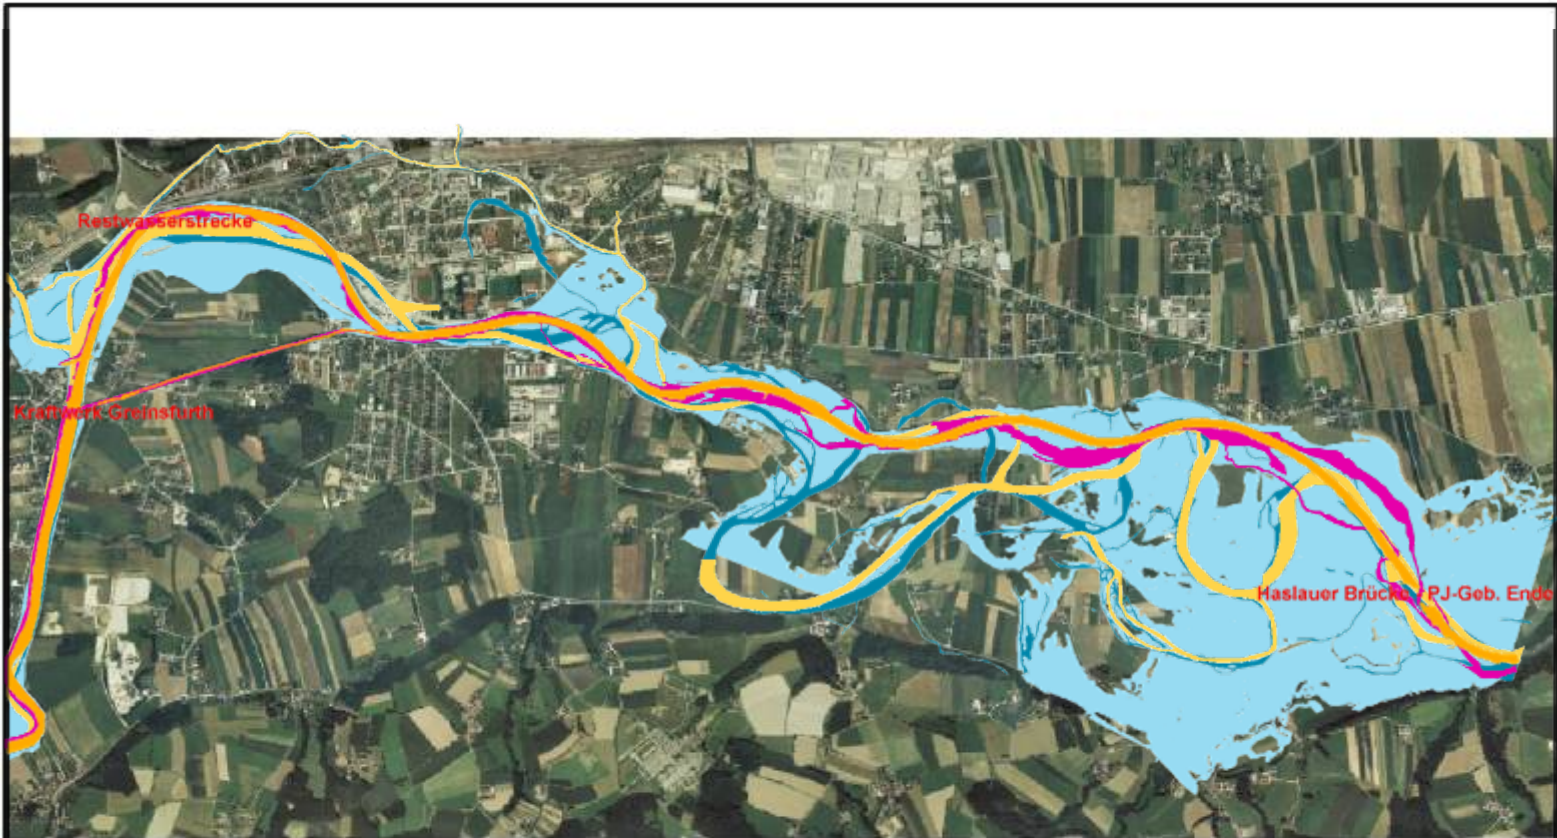 Restwasserstrecke
Kraftwerk Greinsfurth
Haslauer Brücke / PJ-Geb. Ende